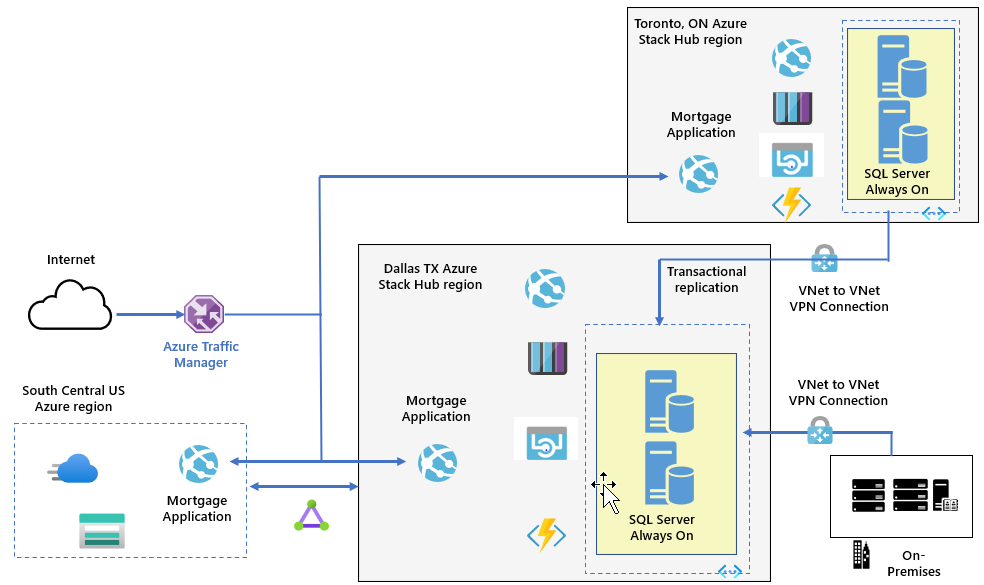 Toronto, ON Azure
Stack Hub region
Mortgage
Application
SQL Server
Always On
Internet
Azure Traffic
Manager
Dallas TX Azure
Stack Hub region
Transactional
replication
VNet to VNet
VPN Connection
South Central US
Azure region
Mortgage
Application
Mortgage
Application
VNet to VNet
VPN Connection
SQL Server
Always On
On-
Premises